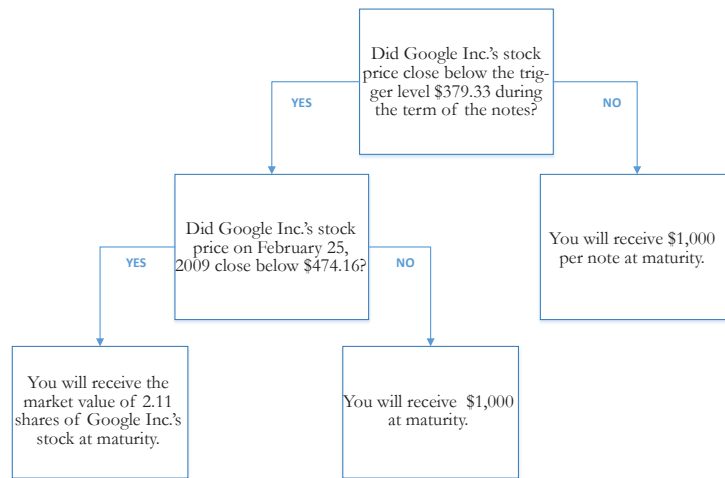 Did Google Inc.'s stock
price close below the trig-
ger level $379.33 during
the term of the notes?
YES
NO
Did Google Inc.'s stock
price on February 25,
2009 close below $474.16?
You will receive $1,000
per note at maturity.
YES
NO
You will receive the
market value of 2.11
shares of Google Inc.'s
stock at maturity.
You will receive $1,000
at maturity.